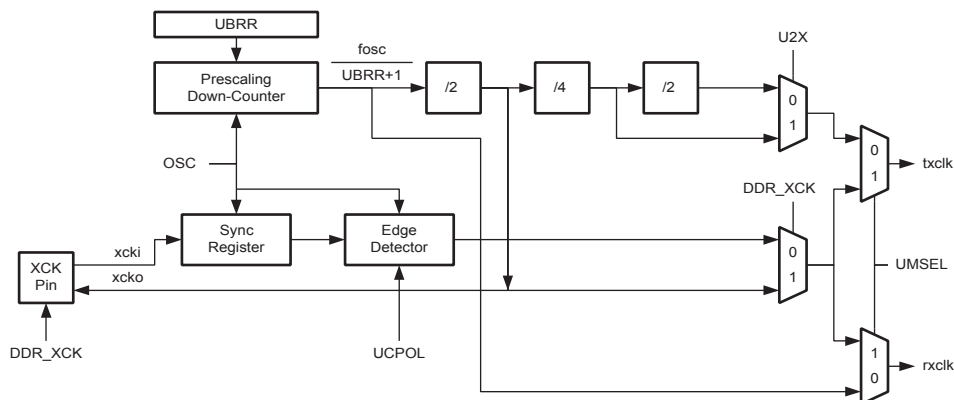 UBRR
Prescaling
Down-Counter
fosc
UBRR+1
/2
/4
/2
U2X
0
1
OSC
DDR_XCK
0
1
txclk
Sync
Register
Edge
Detector
0
1
UMSEL
xcki
xcko
XCK
Pin
DDR_XCK
UCPOL
1
0
rxclk